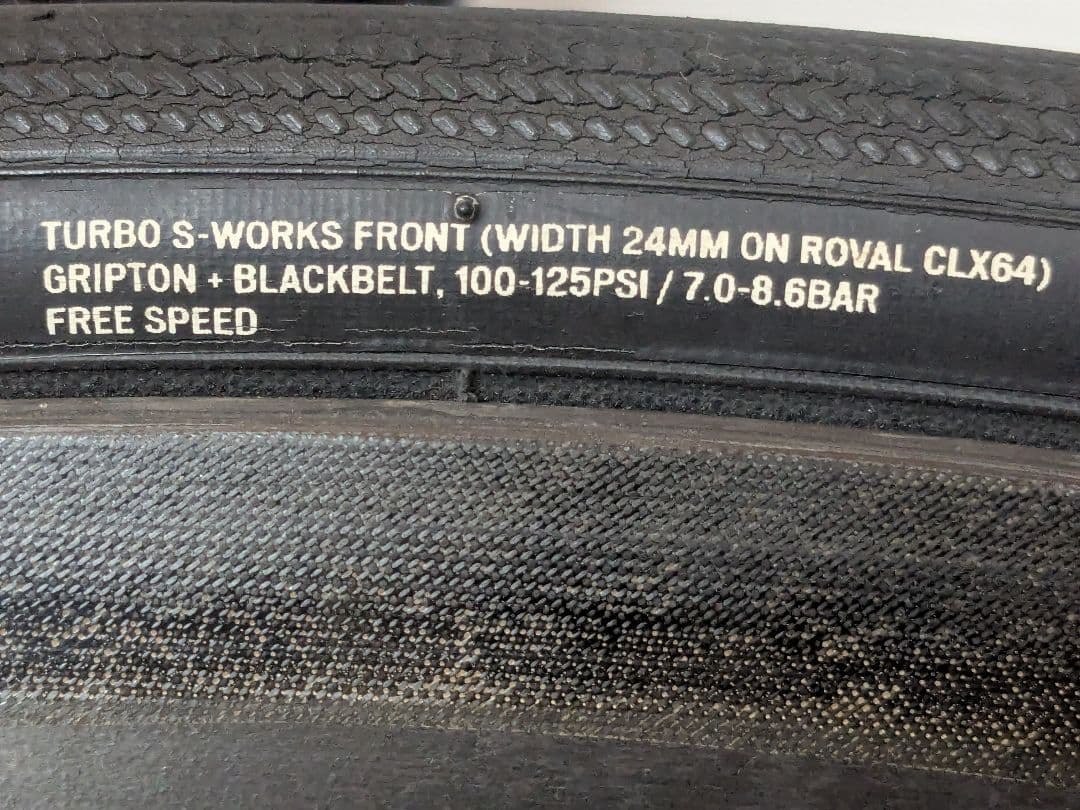 TURBO S-WORKS FRONT (WIDTH 24MM ON ROVAL CLX64)
GRIPTON + BLACKBELT, 100-125PSI / 7.0-8.6BAR
FREE SPEED